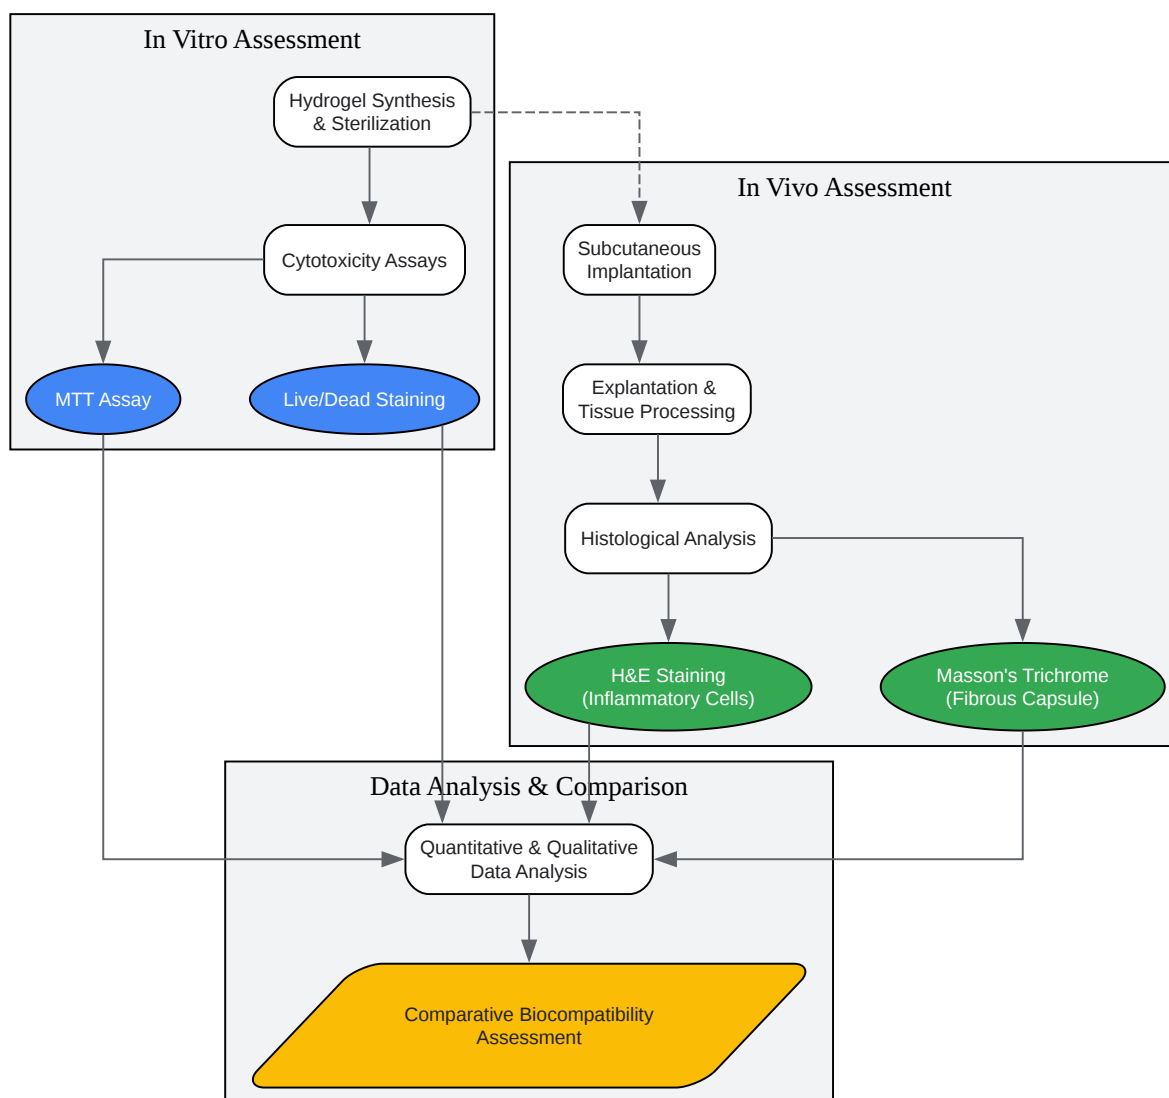 In Vitro Assessment
Hydrogel Synthesis
& Sterilization
In Vivo Assessment
Cytotoxicity Assays
Subcutaneous
Implantation
MTT Assay
Live/Dead Staining
Explantation &
Tissue Processing
Histological Analysis
H&E Staining
(Inflammatory Cells)
Masson's Trichrome
(Fibrous Capsule)
Data Analysis & Comparison
Quantitative & Qualitative
Data Analysis
Comparative Biocompatibility
Assessment